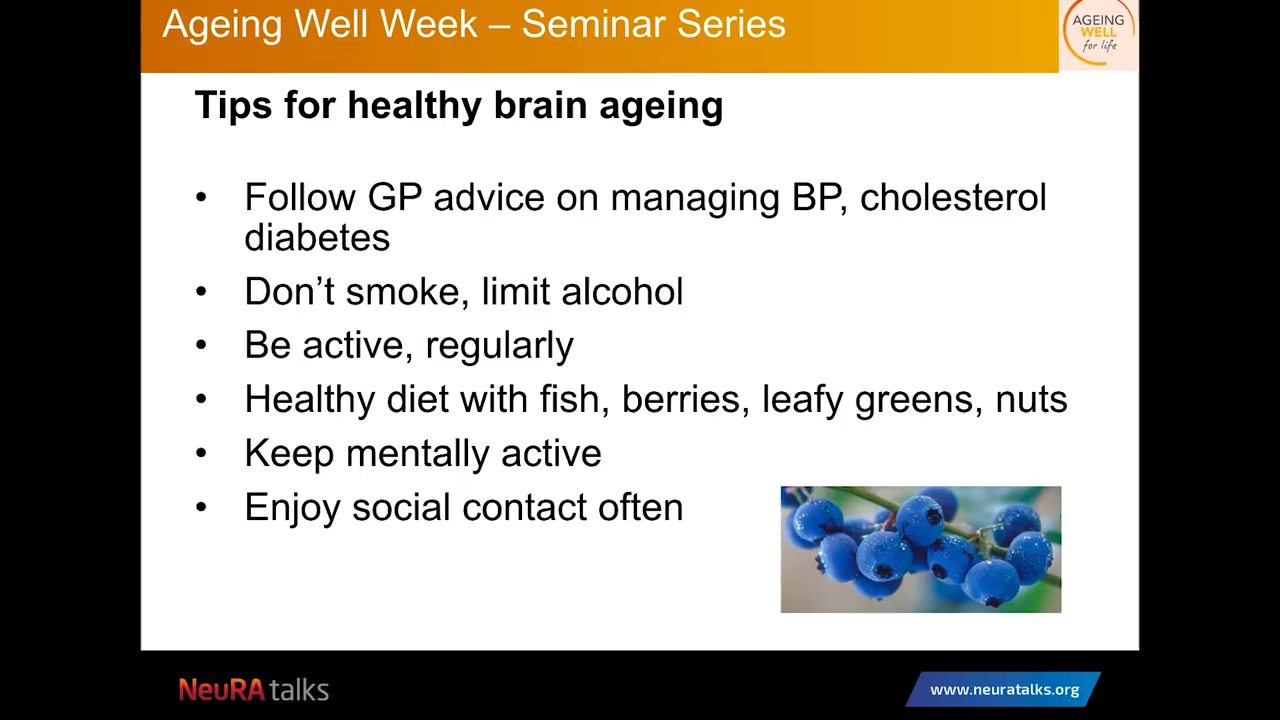 Ageing Well Week – Seminar Series
AGEING
WELL
for life
Tips for healthy brain ageing
• Follow GP advice on managing BP, cholesterol
diabetes
• Don’t smoke, limit alcohol
• Be active, regularly
• Healthy diet with fish, berries, leafy greens, nuts
• Keep mentally active
• Enjoy social contact often
NeuRA talks
www.neuratalks.org